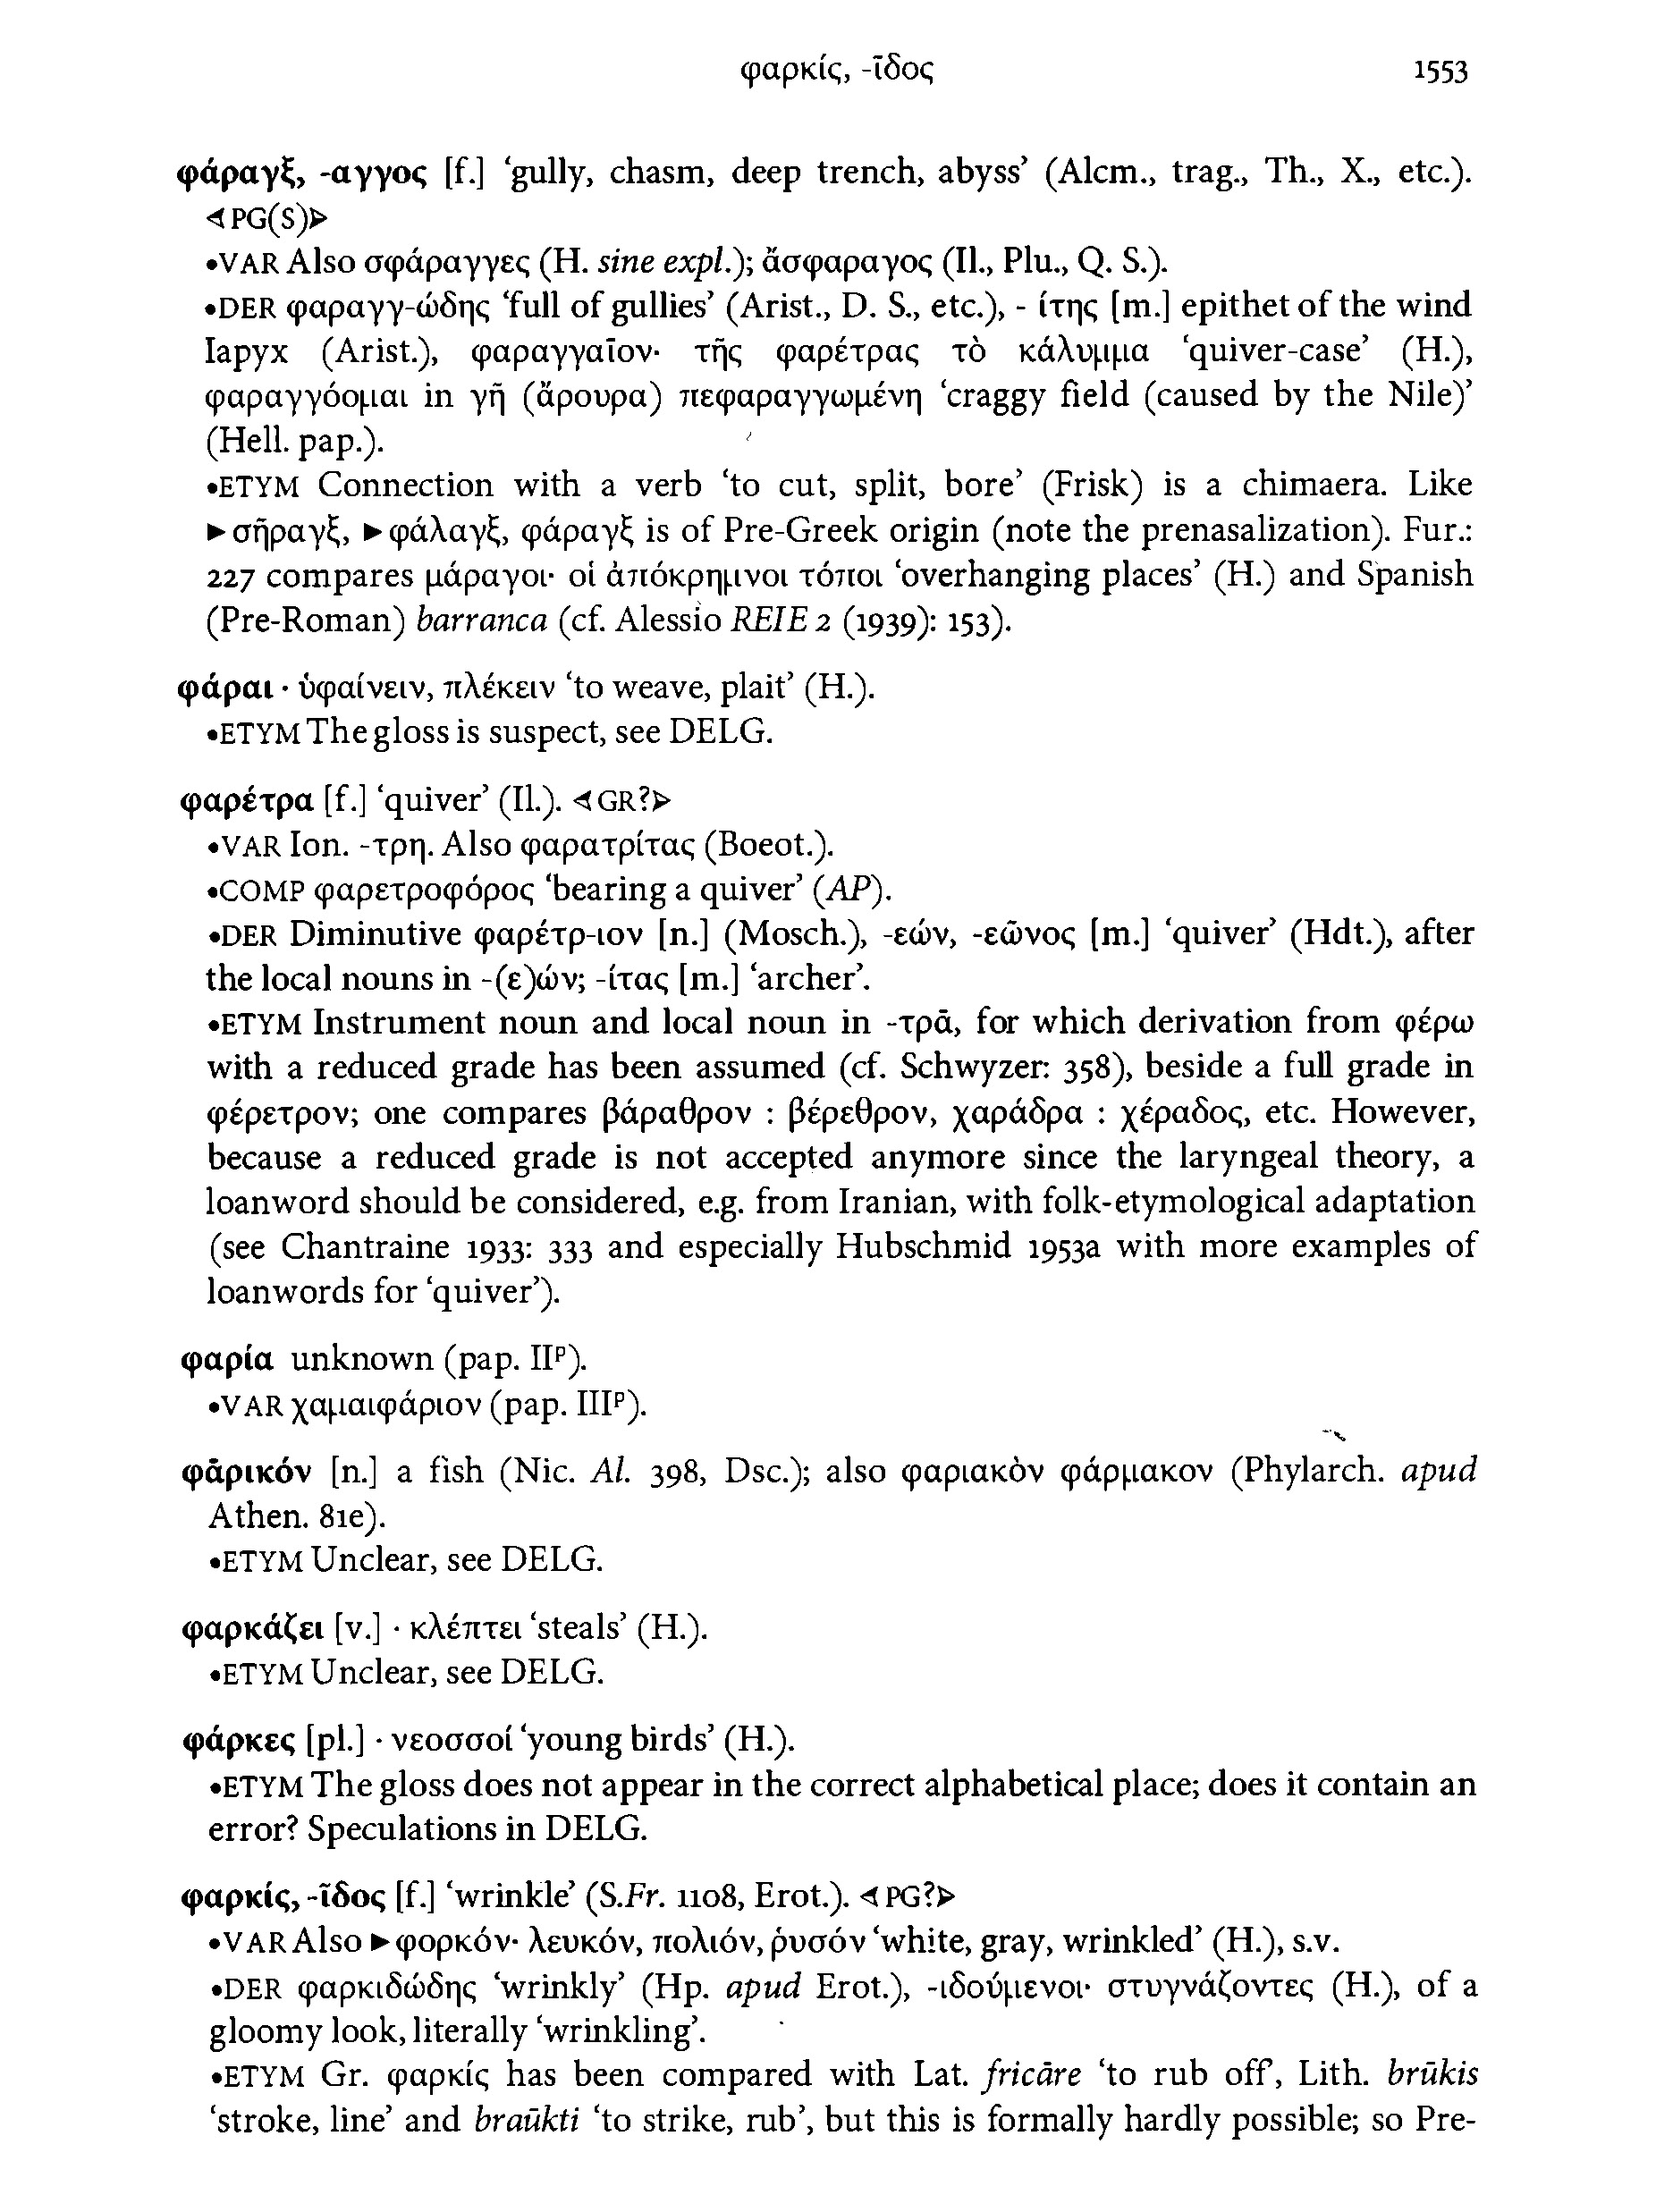 φαρκίς, -ῖδος 1553
φάραγξ, -αγγος [f.] ‘gully, chasm, deep trench, abyss’ (Alcm., trag., Th., X., etc.).
◁PG(S)▷
•VAR Also σφάραγγες (H. sine expl.); ἄσφαραγος (Il., Plu., Q. S.).
•DER φαραγγ-ώδης ‘full of gullies’ (Arist., D. S., etc.), - ίτης [m.] epithet of the wind
Iapyx (Arist.), φαραγγαῖον· τῆς φαρέτρας τὸ κάλυμμα ‘quiver-case’ (H.),
φαραγγόομαι in γῆ (ἄρουρα) πεφαραγγωμένη ‘craggy field (caused by the Nile)’
(Hell. pap.).
•ETYM Connection with a verb ‘to cut, split, bore’ (Frisk) is a chimaera. Like
►σῆραγξ, ►φάλαγξ, φάραγξ is of Pre-Greek origin (note the prenasalization). Fur.:
227 compares μάραγοι· οἱ ἀπόκρημνοι τόποι ‘overhanging places’ (H.) and Spanish
(Pre-Roman) barranca (cf. Alessio REIE 2 (1939): 153).
φάραι · ὑφαίνειν, πλέκειν ‘to weave, plait’ (H.).
•ETYM The gloss is suspect, see DELG.
φαρέτρα [f.] ‘quiver’ (Il.). ◁GR?▷
•VAR Ion. -τρη. Also φαρατρίτας (Boeot.).
•COMP φαρετροφόρος ‘bearing a quiver’ (AP).
•DER Diminutive φαρέτρ-ιον [n.] (Mosch.), -εών, -εῶνος [m.] ‘quiver’ (Hdt.), after
the local nouns in -(ε)ών; -ίτας [m.] ‘archer’.
•ETYM Instrument noun and local noun in -τρᾱ, for which derivation from φέρω
with a reduced grade has been assumed (cf. Schwyzer: 358), beside a full grade in
φέρετρον; one compares βάραθρον : βέρεθρον, χαράδρα : χέραδος, etc. However,
because a reduced grade is not accepted anymore since the laryngeal theory, a
loanword should be considered, e.g. from Iranian, with folk-etymological adaptation
(see Chantraine 1933: 333 and especially Hubschmid 1953a with more examples of
loanwords for ‘quiver’).
φαρία unknown (pap. IIᵖ).
•VAR χαμαιφάριον (pap. IIIᵖ).
φᾱρικόν [n.] a fish (Nic. Al. 398, Dsc.); also φαριακὸν φάρμακον (Phylarch. apud
Athen. 81e).
•ETYM Unclear, see DELG.
φαρκάζει [v.] · κλέπτει ‘steals’ (H.).
•ETYM Unclear, see DELG.
φάρκες [pl.] · νεοσσοί ‘young birds’ (H.).
•ETYM The gloss does not appear in the correct alphabetical place; does it contain an
error? Speculations in DELG.
φαρκίς, -ῖδος [f.] ‘wrinkle’ (S.Fr. 1108, Erot.). ◁PG?▷
•VAR Also ►φορκόν· λευκόν, πολιόν, ῥυσόν ‘white, gray, wrinkled’ (H.), s.v.
•DER φαρκιδώδης ‘wrinkly’ (Hp. apud Erot.), -ιδούμενοι· στυγνάζοντες (H.), of a
gloomy look, literally ‘wrinkling’.
•ETYM Gr. φαρκίς has been compared with Lat. fricāre ‘to rub off’, Lith. brūkis
‘stroke, line’ and braūkti ‘to strike, rub’, but this is formally hardly possible; so Pre-